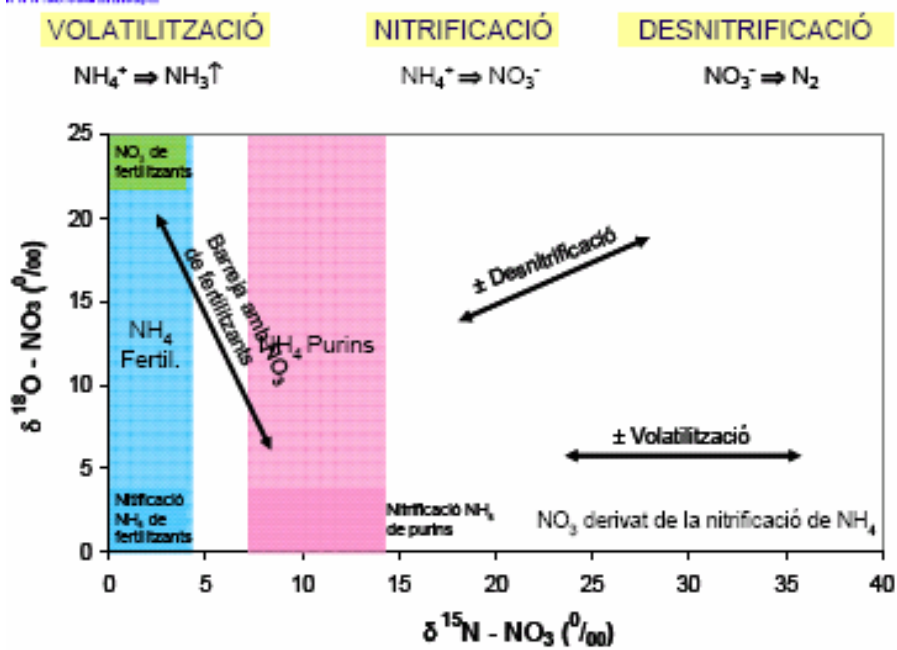 VOLATILITZACIÓ NITRIFICACIÓ DESNITRIFICACIÓ
NH₄⁺ ⇒ NH₃↑ NH₄⁺ ⇒ NO₃⁻ NO₃⁻ ⇒ N₂
δ ¹⁸O - NO₃ (⁰/₀₀)
25
20
15
10
5
0
NO₃ de
fertilitzants
Barreja amb NO₃
de fertilitzants
NH₄
Fertil.
NH₄ Purins
± Desnitrificació
± Volatilització
Nitrificació
NH₄ de
fertilitzants
Nitrificació NH₄
de purins
NO₃ derivat de la nitrificació de NH₄
0 5 10 15 20 25 30 35 40
δ ¹⁵N - NO₃ (⁰/₀₀)